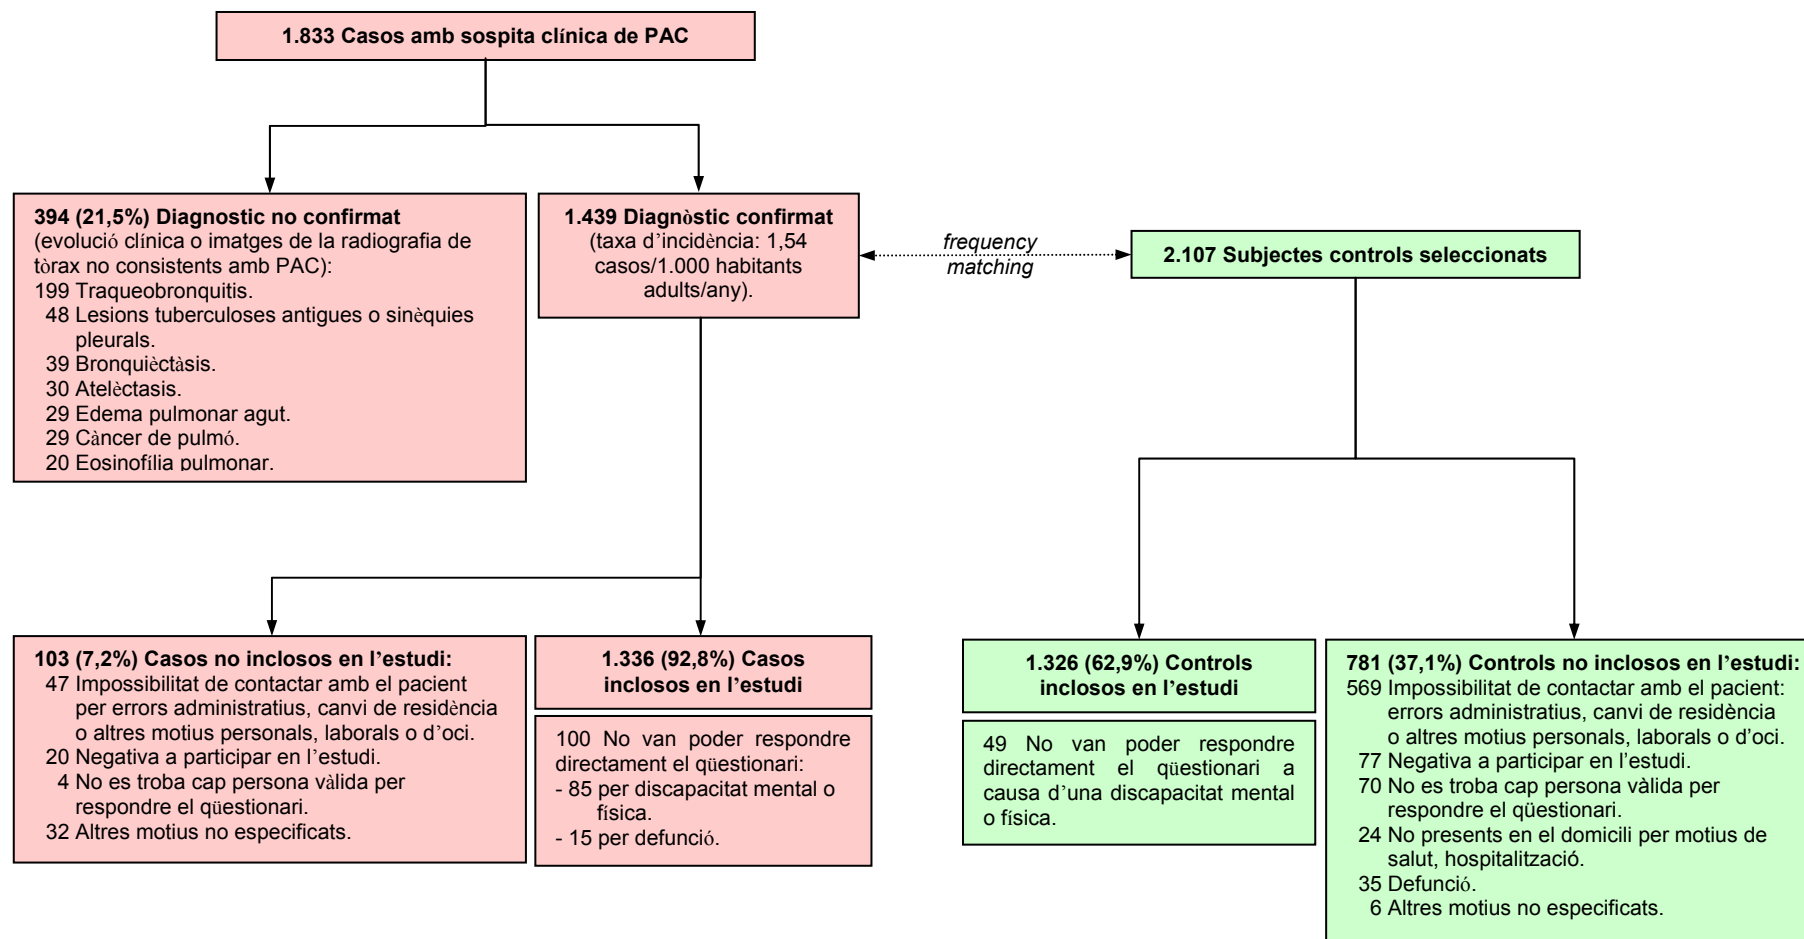 1.833 Casos amb sospita clínica de PAC
394 (21,5%) Diagnostic no confirmat
(evolució clínica o imatges de la radiografia de
tòrax no consistents amb PAC):
199 Traqueobronquitis.
48 Lesions tuberculoses antigues o sinèquies
pleurals.
39 Bronquièctàsis.
30 Atelèctasis.
29 Edema pulmonar agut.
29 Càncer de pulmó.
20 Eosinofília pulmonar.
1.439 Diagnòstic confirmat
(taxa d’incidència: 1,54
casos/1.000 habitants
adults/any).
frequency
matching
2.107 Subjectes controls seleccionats
103 (7,2%) Casos no inclosos en l’estudi:
47 Impossibilitat de contactar amb el pacient
per errors administratius, canvi de residència
o altres motius personals, laborals o d’oci.
20 Negativa a participar en l’estudi.
4 No es troba cap persona vàlida per
respondre el qüestionari.
32 Altres motius no especificats.
1.336 (92,8%) Casos
inclosos en l’estudi
100 No van poder respondre
directament el qüestionari:
- 85 per discapacitat mental o
física.
- 15 per defunció.
1.326 (62,9%) Controls
inclosos en l’estudi
49 No van poder respondre
directament el qüestionari a
causa d’una discapacitat mental
o física.
781 (37,1%) Controls no inclosos en l’estudi:
569 Impossibilitat de contactar amb el pacient:
errors administratius, canvi de residència
o altres motius personals, laborals o d’oci.
77 Negativa a participar en l’estudi.
70 No es troba cap persona vàlida per
respondre el qüestionari.
24 No presents en el domicili per motius de
salut, hospitalització.
35 Defunció.
6 Altres motius no especificats.